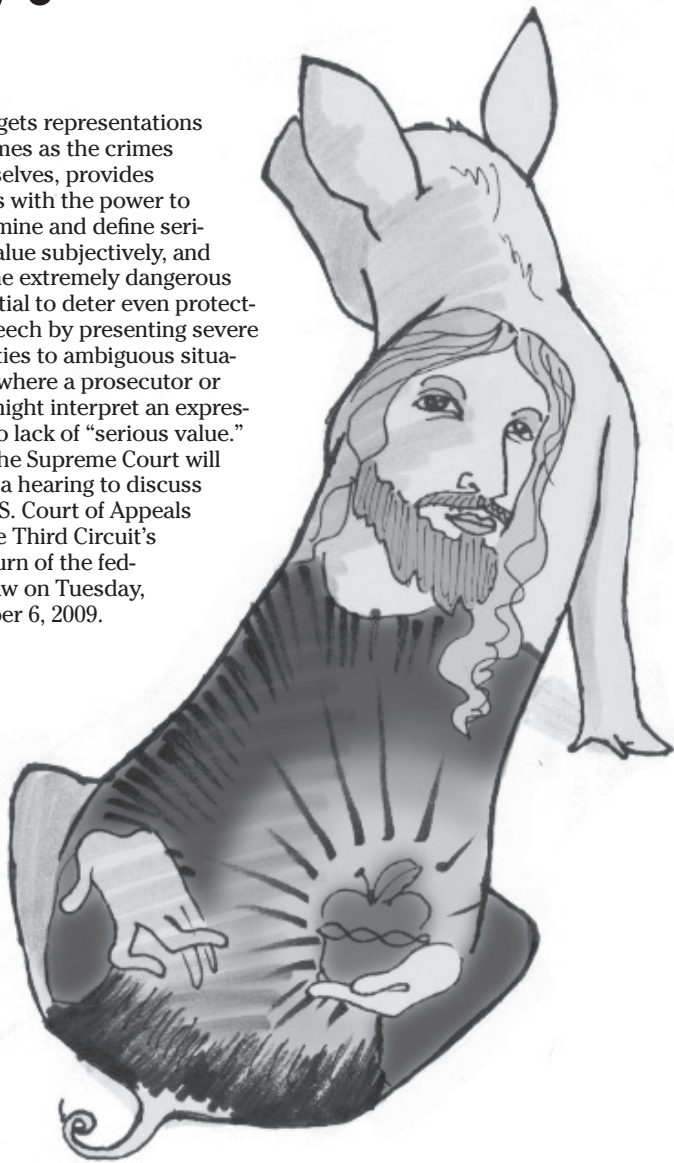 gets representations
mes as the crimes
selves, provides
s with the power to
mine and define seri-
alue subjectively, and
ne extremely dangerous
tial to deter even protect-
eech by presenting severe
ties to ambiguous situa-
where a prosecutor or
might interpret an expres-
o lack of “serious value.”
he Supreme Court will
a hearing to discuss
S. Court of Appeals
e Third Circuit’s
urn of the fed-
aw on Tuesday,
ber 6, 2009.